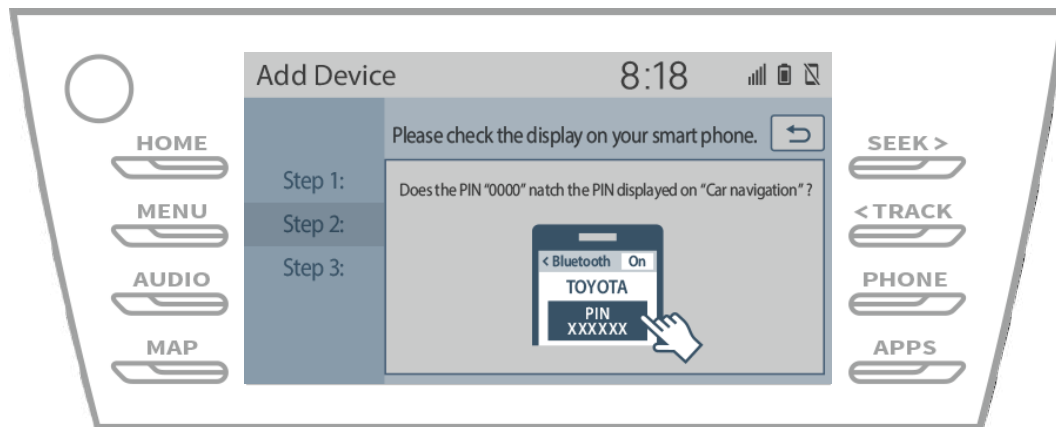 Add Device 8:18
HOME
MENU
AUDIO
MAP
Please check the display on your smart phone.
Step 1:
Step 2:
Step 3:
Does the PIN "0000" natch the PIN displayed on "Car navigation" ?
< Bluetooth On
TOYOTA
PIN
XXXXXX
SEEK >
< TRACK
PHONE
APPS